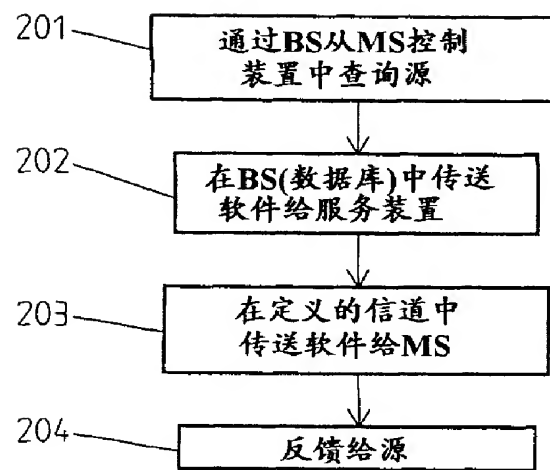 201
通过BS从MS控制
装置中查询源
202
在BS(数据库)中传送
软件给服务装置
203
在定义的信道中
传送软件给MS
204
反馈给源